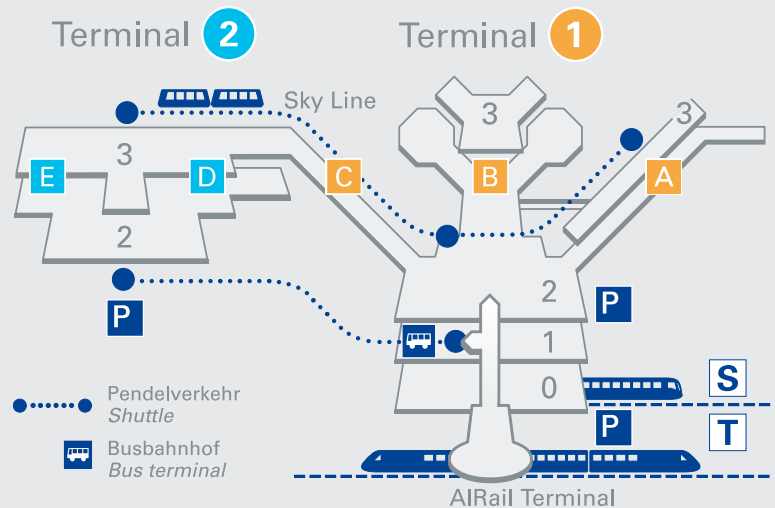 Terminal 2
Terminal 1
Sky Line
3
3
3
E
D
C
B
A
2
2
P
P
1
0
S
P
T
Pendelverkehr
Shuttle
Busbahnhof
Bus terminal
AIRail Terminal